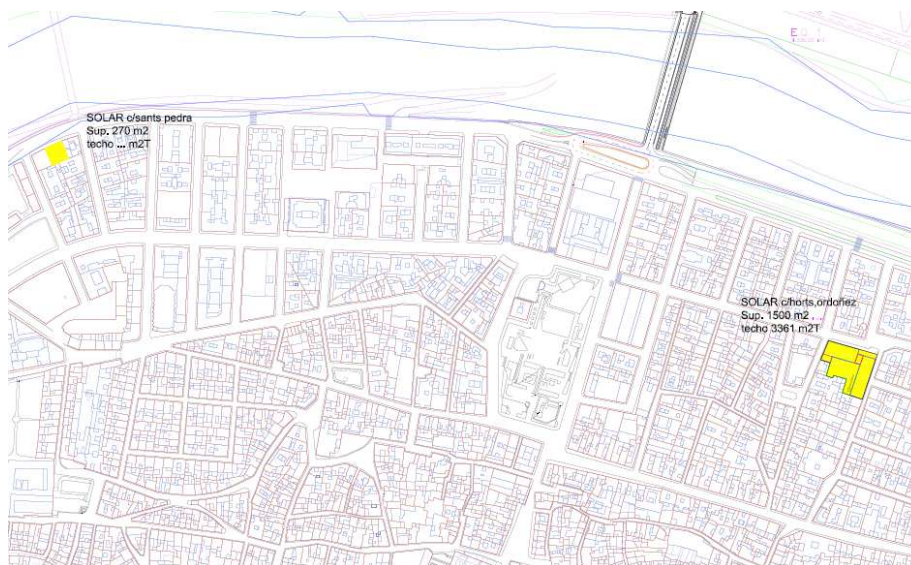 SOLAR c/sants pedra
Sup. 270 m2
techo ... m2T
SOLAR c/horts,ordoñez
Sup. 1500 m2
techo 3361 m2T